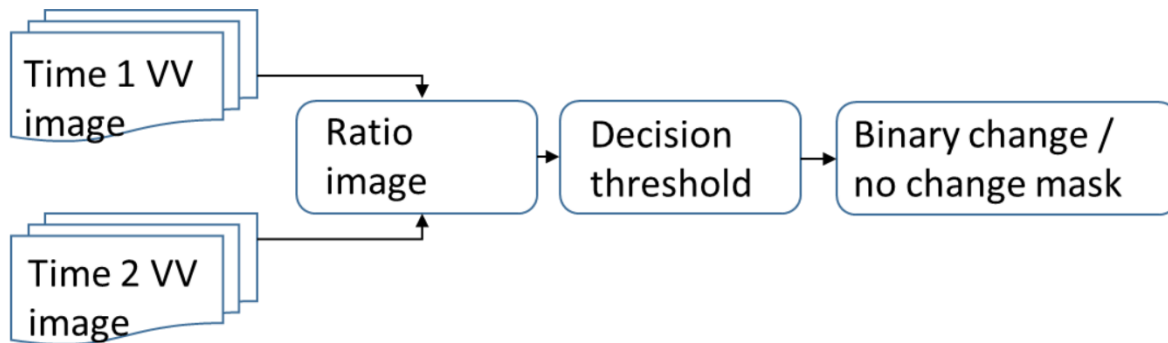 Time 1 VV
image
Ratio
image
Decision
threshold
Binary change /
no change mask
Time 2 VV
image